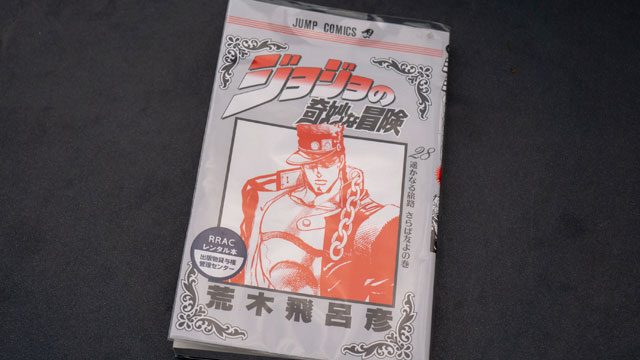 JUMP COMICS
ジョジョの
奇妙な冒険
28
遥かなる旅路 さらば友よの巻
RRAC
レンタル本
出版物貸与権
管理センター
荒木飛呂彦